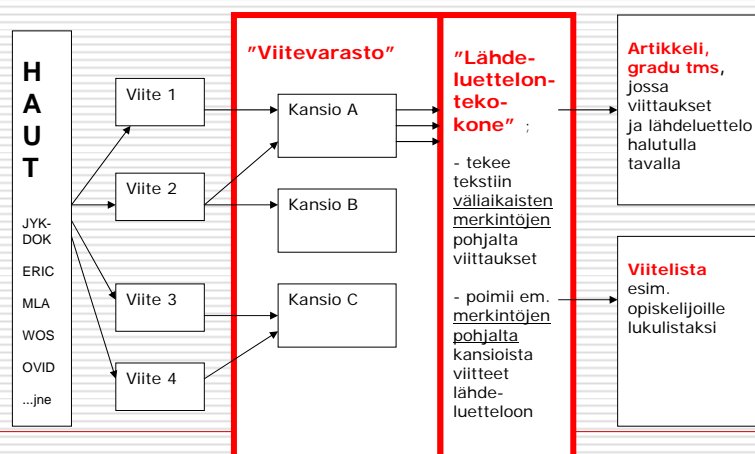 H
A
U
T
JYK-
DOK
ERIC
MLA
WOS
OVID
...jne
Viite 1
Viite 2
Viite 3
Viite 4
"Viitevarasto"
Kansio A
Kansio B
Kansio C
"Lähde-
luettelon-
teko-
kone" ;
- tekee
tekstiin
väliaikaisten
merkintöjen
pohjalta
viittaukset
- poimii em.
merkintöjen
pohjalta
kansioista
viitteet
lähde-
luetteloon
Artikkeli,
gradu tms,
jossa
viittaukset
ja lähdeluettelo
halutulla
tavalla
Viitelista
esim.
opiskelijoille
lukulistaksi